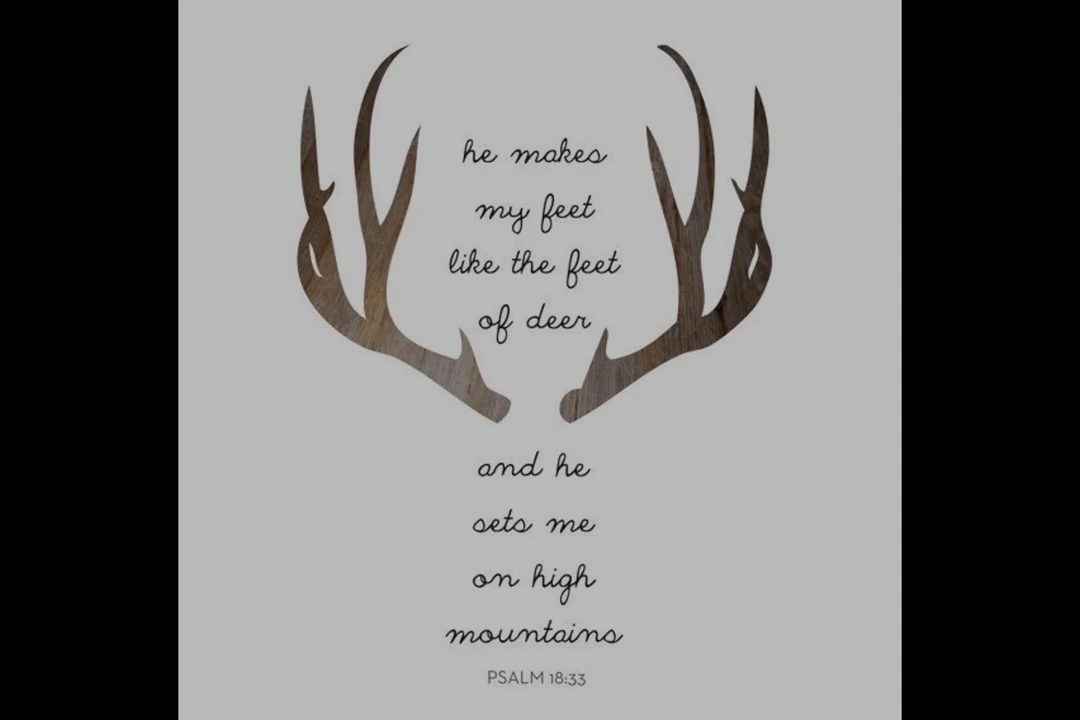 he makes
my feet
like the feet
of deer
and he
sets me
on high
mountains
PSALM 18:33